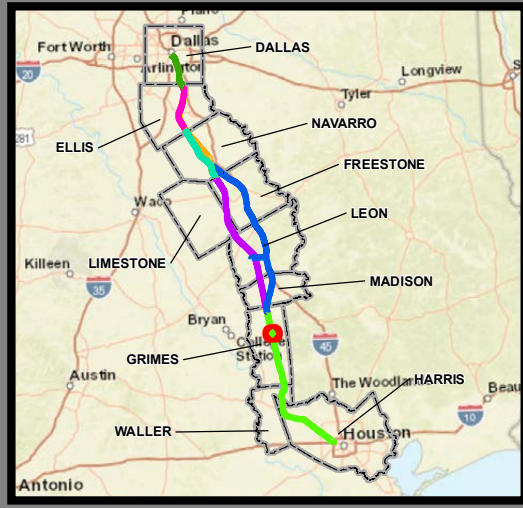 Plano
Fort Worth
Dallas
DALLAS
Arlington
20
Longview
Tyler
NAVARRO
281
ELLIS
FREESTONE
Waco
LEON
Killeen
LIMESTONE
35
MADISON
Bryan
45
College
Station
GRIMES
Austin
The Woodlan
HARRIS
Beau
10
WALLER
Houston
Antonio